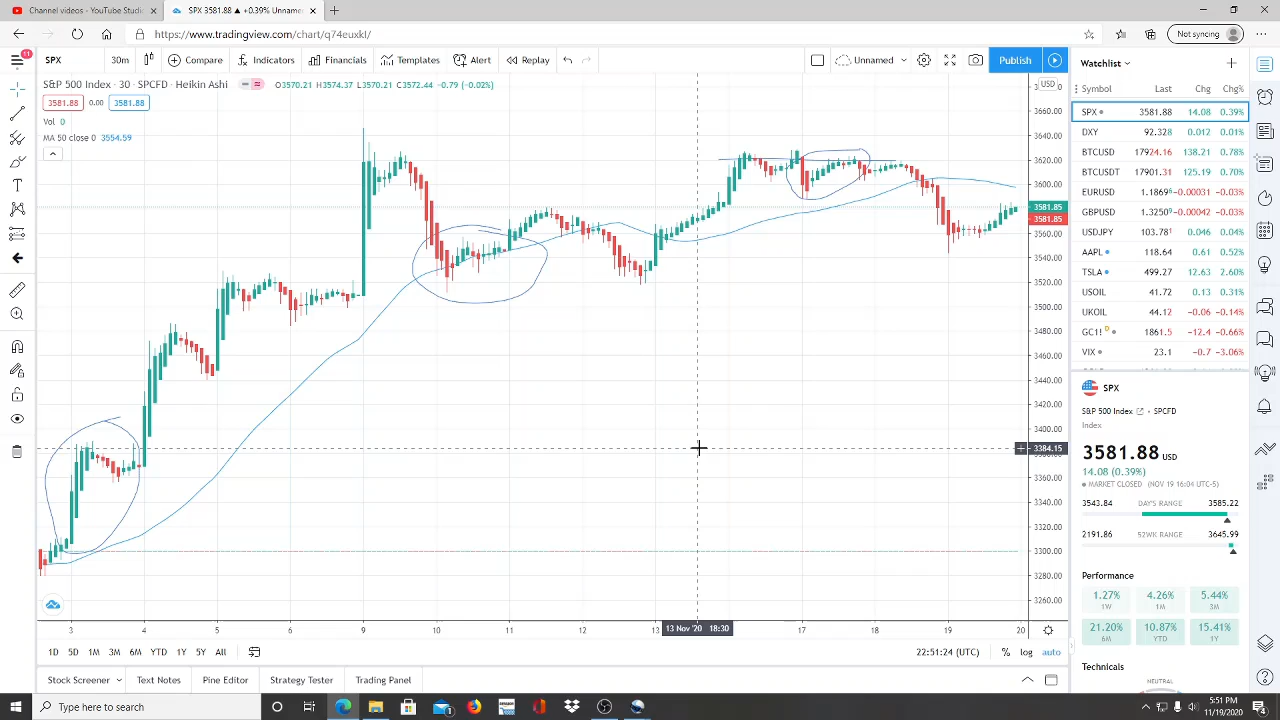 Channel videos - YouTube Studio
SPX 3581.88 ▲ +0.39% Unname
https://www.tradingview.com/chart/q74euxkl/
Not syncing
11
SPX
30m
Compare
Indicators
Financials
Templates
Alert
Replay
Unnamed
Publish
S&P 500 Index · 30 · SPCFD · Heikin Ashi
O3570.21 H3574.37 L3570.21 C3572.44 −0.79 (−0.02%)
3581.88 0.00 3581.88
Vol 0
MA 50 close 0 3554.59
USD
3660.00
3640.00
3620.00
3600.00
3581.85
3581.85
3560.00
3540.00
3520.00
3500.00
3480.00
3460.00
3440.00
3420.00
3400.00
3384.15
3360.00
3340.00
3320.00
3300.00
3280.00
3260.00
3 4 5 6 9 10 11 12 13 13 Nov '20 18:30 17 18 19 20
1D 5D 1M 3M 6M YTD 1Y 5Y All
22:51:24 (UTC) % log auto
Stock Screener Text Notes Pine Editor Strategy Tester Trading Panel
Watchlist
Symbol Last Chg Chg%
SPX 3581.88 14.08 0.39%
DXY 92.328 0.012 0.01%
BTCUSD 17924.16 138.21 0.78%
BTCUSDT 17901.31 125.19 0.70%
EURUSD 1.1869 −0.00031 −0.03%
GBPUSD 1.3250 −0.00042 −0.03%
USDJPY 103.781 0.046 0.04%
AAPL 118.64 0.61 0.52%
TSLA 499.27 12.63 2.60%
USOIL 41.72 0.13 0.31%
UKOIL 44.12 −0.06 −0.14%
GC1! D 1861.5 −12.4 −0.66%
VIX 23.1 −0.7 −3.06%
SPX
S&P 500 Index · SPCFD
Index
3581.88 USD
14.08 (0.39%)
MARKET CLOSED (NOV 19 16:04 UTC-5)
3543.84 DAY'S RANGE 3585.22
2191.86 52WK RANGE 3645.99
Performance
1.27% 4.26% 5.44%
1W 1M 3M
21.20% 10.87% 15.41%
6M YTD 1Y
Technicals
NEUTRAL
Type here to search
5:51 PM
11/19/2020